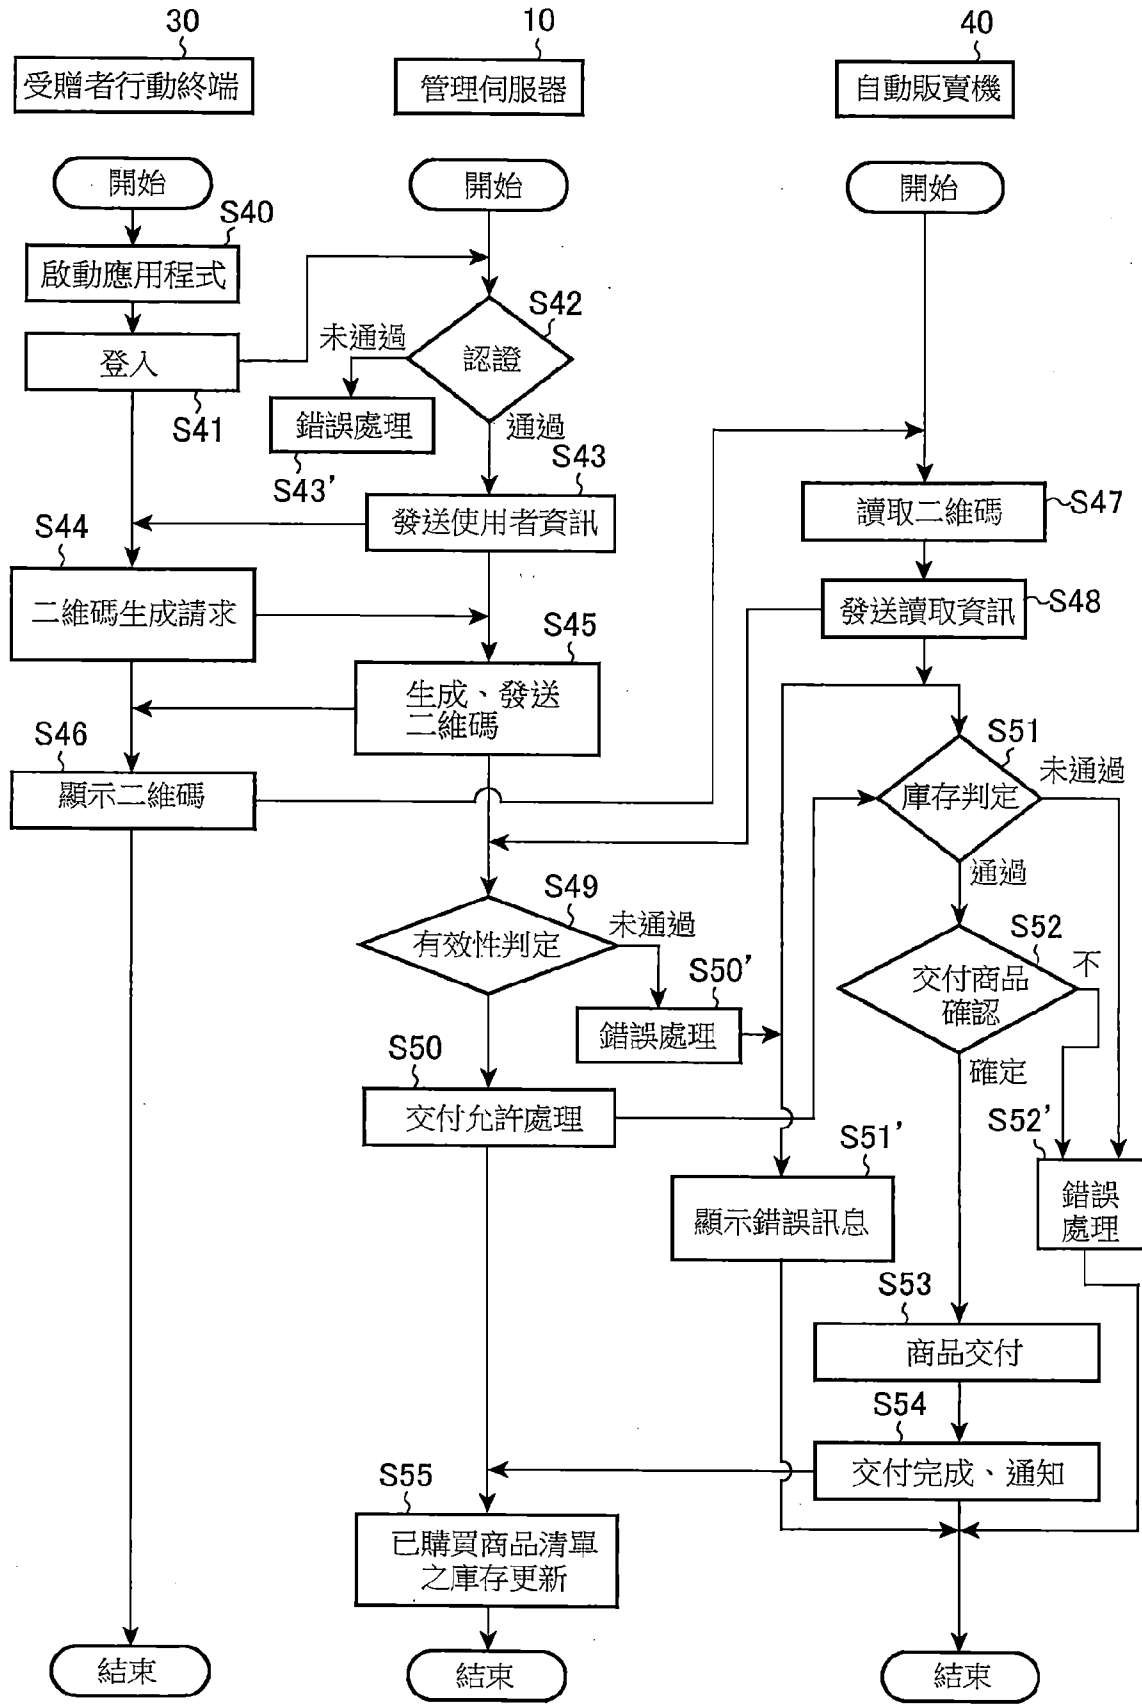 30
10
40
受贈者行動終端
管理伺服器
自動販賣機
開始
開始
開始
S40
啟動應用程式
S42
未通過
認證
登入
S41
錯誤處理
通過
S43'
S43
S47
讀取二維碼
發送使用者資訊
S44
二維碼生成請求
S48
發送讀取資訊
S45
生成、發送
二維碼
S46
顯示二維碼
S51
未通過
庫存判定
通過
S49
未通過
有效性判定
S52
不
交付商品
確認
S50'
錯誤處理
S50
確定
交付允許處理
S51'
S52'
顯示錯誤訊息
錯誤
處理
S53
商品交付
S54
交付完成、通知
S55
已購買商品清單
之庫存更新
結束
結束
結束